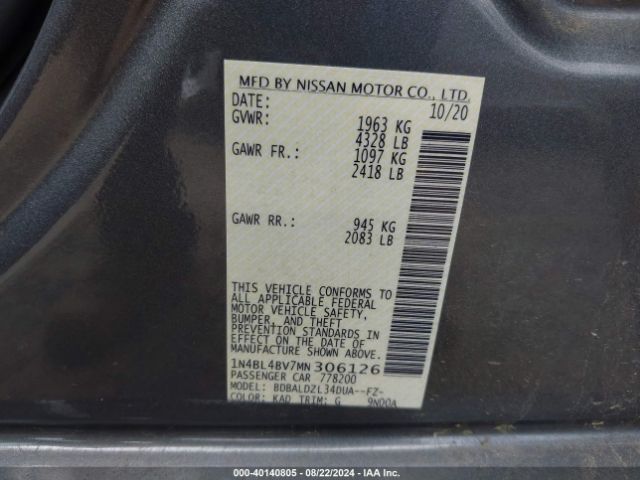 MFD BY NISSAN MOTOR CO., LTD.
DATE: 10/20
GVWR: 1963 KG
4328 LB
GAWR FR.: 1097 KG
2418 LB
GAWR RR.: 945 KG
2083 LB
THIS VEHICLE CONFORMS TO
ALL APPLICABLE FEDERAL
MOTOR VEHICLE SAFETY,
BUMPER, AND THEFT
PREVENTION STANDARDS IN
EFFECT ON THE DATE OF
MANUFACTURE SHOWN ABOVE.
1N4BL4BV7MN306126
PASSENGER CAR 778200
MODEL: BDBALDZL34DUA--FZ-
COLOR: KAD TRIM: G 9NDOA
000-40140805 - 08/22/2024 - IAA Inc.